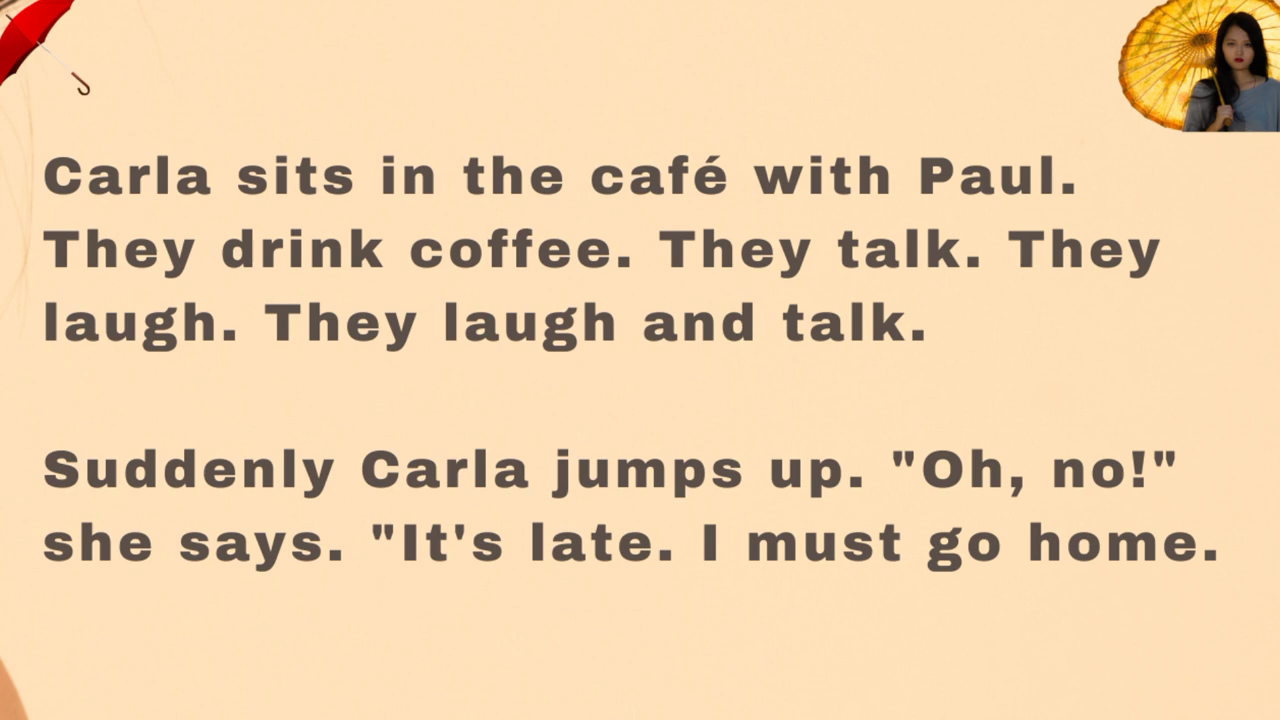 Carla sits in the café with Paul.
They drink coffee. They talk. They
laugh. They laugh and talk.
Suddenly Carla jumps up. "Oh, no!"
she says. "It's late. I must go home.